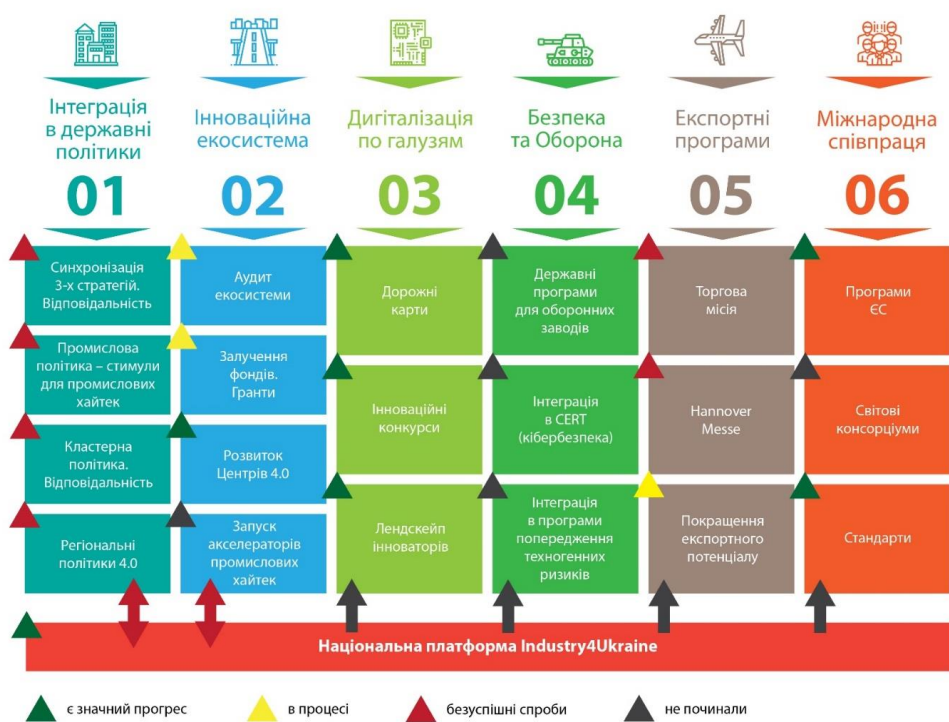 Інтеграція
в державні
політики
01
Інноваційна
екосистема
02
Дигіталізація
по галузям
03
Безпека
та Оборона
04
Експортні
програми
05
Міжнародна
співпраця
06
Синхронізація
3-х стратегій.
Відповідальність
Промислова
політика – стимули
для промислових
хайтек
Кластерна
політика.
Відповідальність
Регіональні
політики 4.0
Аудит
екосистеми
Залучення
фондів.
Гранти
Розвиток
Центрів 4.0
Запуск
акселераторів
промислових
хайтек
Дорожні
карти
Інноваційні
конкурси
Лендскейп
інноваторів
Державні
програми
для оборонних
заводів
Інтеграція
в CERT
(кібербезпека)
Інтеграція
в програми
попередження
техногенних
ризиків
Торгова
місія
Hannover
Messe
Покращення
експортного
потенціалу
Програми
ЄС
Світові
консорціуми
Стандарти
Національна платформа Industry4Ukraine
є значний прогрес
в процесі
безуспішні спроби
не починали